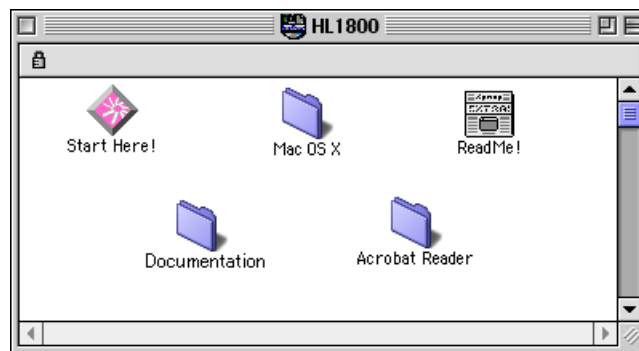 HL1800
Start Here!
Mac OS X
ReadMe!
Documentation
Acrobat Reader